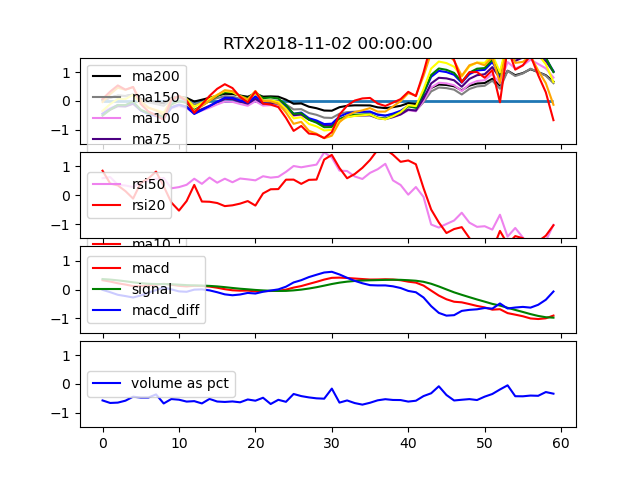 RTX2018-11-02 00:00:00
1
0
−1
ma200
ma150
ma100
ma75
1
0
−1
rsi50
rsi20
ma10
1
0
−1
macd
signal
macd_diff
1
0
−1
volume as pct
0 10 20 30 40 50 60